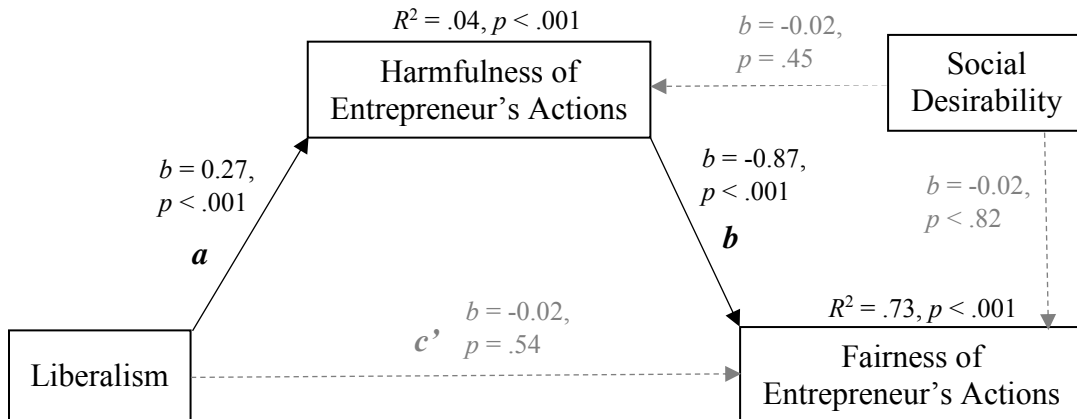 R² = .04, p < .001
Harmfulness of
Entrepreneur’s Actions
b = -0.02,
p = .45
Social
Desirability
b = 0.27,
p < .001
a
b = -0.87,
p < .001
b
b = -0.02,
p < .82
Liberalism
c’
b = -0.02,
p = .54
R² = .73, p < .001
Fairness of
Entrepreneur’s Actions